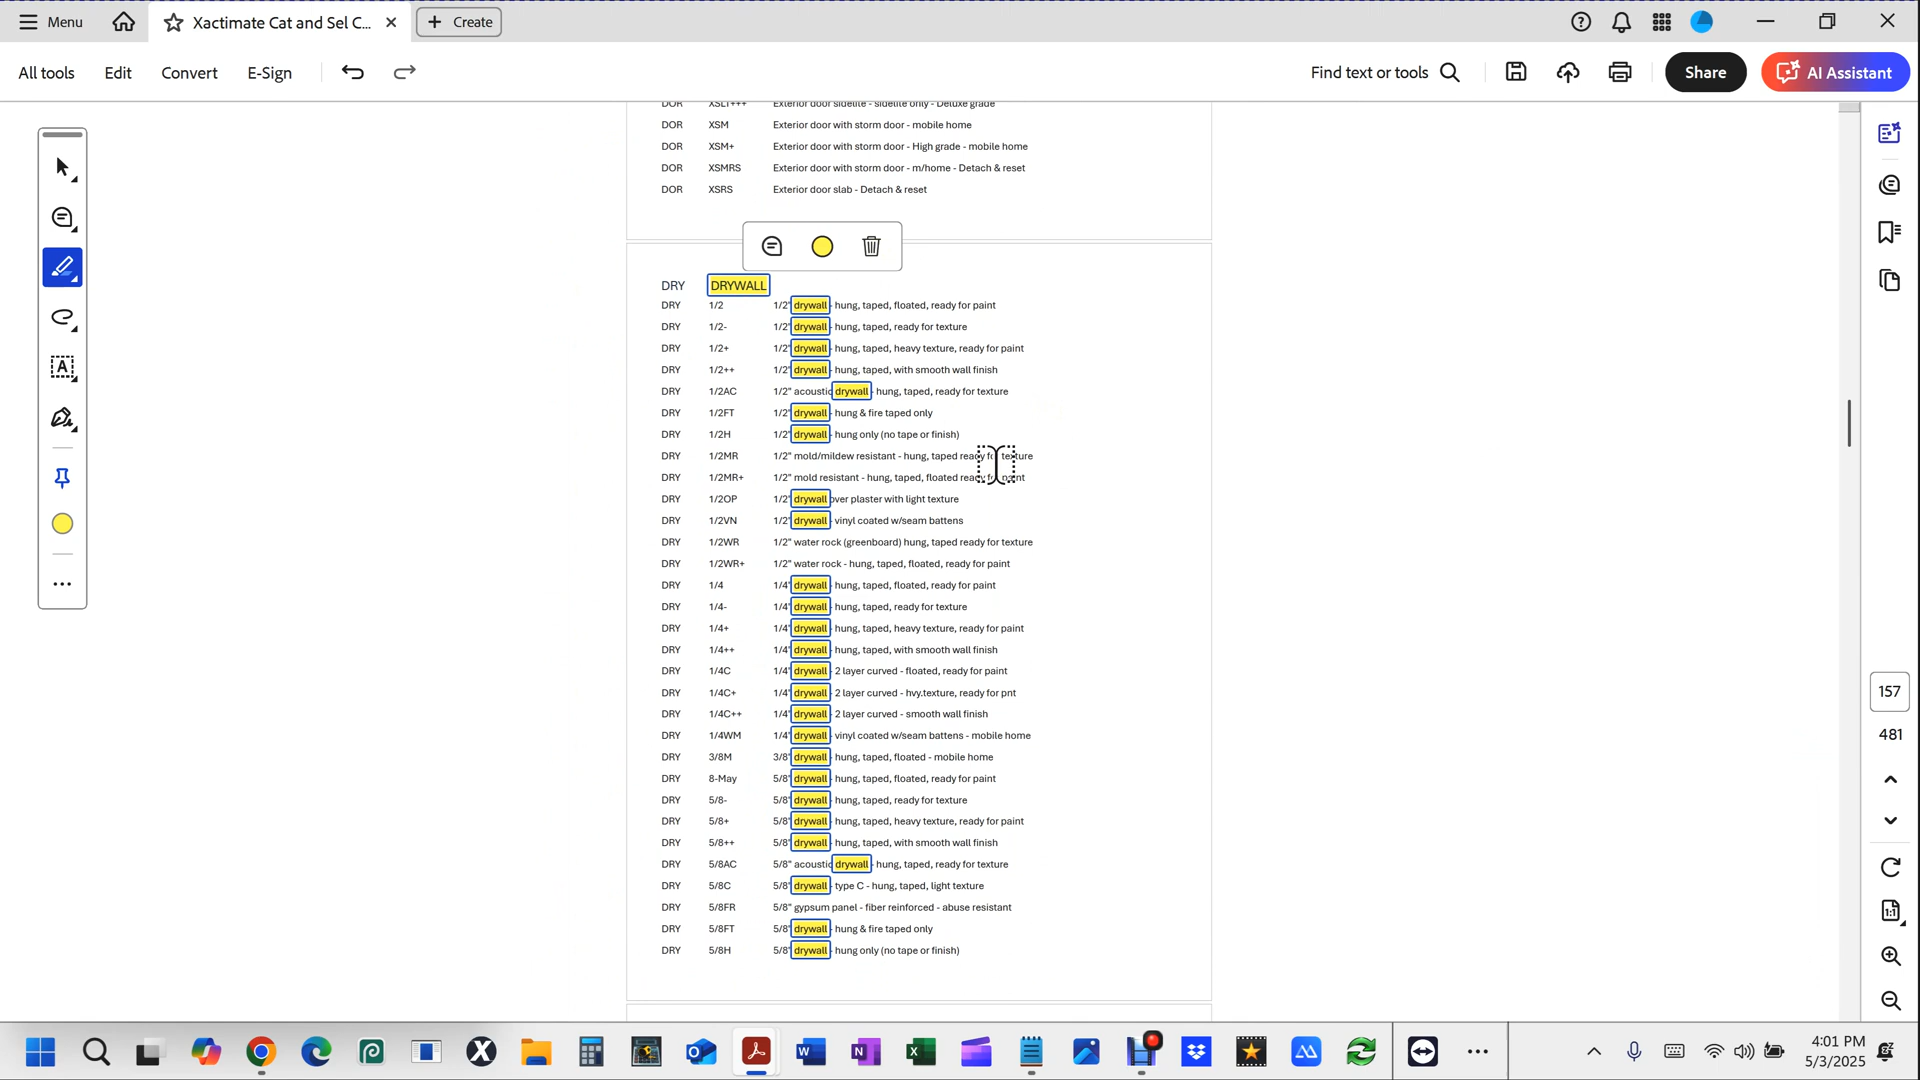 Menu
Xactimate Cat and Sel C...
Create
All tools
Edit
Convert
E-Sign
Find text or tools
Share
AI Assistant
DOR XSLT+++ Exterior door sidelite - sidelite only - Deluxe grade
DOR XSM Exterior door with storm door - mobile home
DOR XSM+ Exterior door with storm door - High grade - mobile home
DOR XSMRS Exterior door with storm door - m/home - Detach & reset
DOR XSRS Exterior door slab - Detach & reset
DRY DRYWALL
DRY 1/2 1/2" drywall - hung, taped, floated, ready for paint
DRY 1/2- 1/2" drywall - hung, taped, ready for texture
DRY 1/2+ 1/2" drywall - hung, taped, heavy texture, ready for paint
DRY 1/2++ 1/2" drywall - hung, taped, with smooth wall finish
DRY 1/2AC 1/2" acoustic drywall - hung, taped, ready for texture
DRY 1/2FT 1/2" drywall - hung & fire taped only
DRY 1/2H 1/2" drywall - hung only (no tape or finish)
DRY 1/2MR 1/2" mold/mildew resistant - hung, taped ready for texture
DRY 1/2MR+ 1/2" mold resistant - hung, taped, floated ready for paint
DRY 1/2OP 1/2" drywall over plaster with light texture
DRY 1/2VN 1/2" drywall - vinyl coated w/seam battens
DRY 1/2WR 1/2" water rock (greenboard) hung, taped ready for texture
DRY 1/2WR+ 1/2" water rock - hung, taped, floated, ready for paint
DRY 1/4 1/4" drywall - hung, taped, floated, ready for paint
DRY 1/4- 1/4" drywall - hung, taped, ready for texture
DRY 1/4+ 1/4" drywall - hung, taped, heavy texture, ready for paint
DRY 1/4++ 1/4" drywall - hung, taped, with smooth wall finish
DRY 1/4C 1/4" drywall - 2 layer curved - floated, ready for paint
DRY 1/4C+ 1/4" drywall - 2 layer curved - hvy.texture, ready for pnt
DRY 1/4C++ 1/4" drywall - 2 layer curved - smooth wall finish
DRY 1/4WM 1/4" drywall - vinyl coated w/seam battens - mobile home
DRY 3/8M 3/8" drywall - hung, taped, floated - mobile home
DRY 8-May 5/8" drywall - hung, taped, floated, ready for paint
DRY 5/8- 5/8" drywall - hung, taped, ready for texture
DRY 5/8+ 5/8" drywall - hung, taped, heavy texture, ready for paint
DRY 5/8++ 5/8" drywall - hung, taped, with smooth wall finish
DRY 5/8AC 5/8" acoustic drywall - hung, taped, ready for texture
DRY 5/8C 5/8" drywall - type C - hung, taped, light texture
DRY 5/8FR 5/8" gypsum panel - fiber reinforced - abuse resistant
DRY 5/8FT 5/8" drywall - hung & fire taped only
DRY 5/8H 5/8" drywall - hung only (no tape or finish)
157
481
4:01 PM
5/3/2025